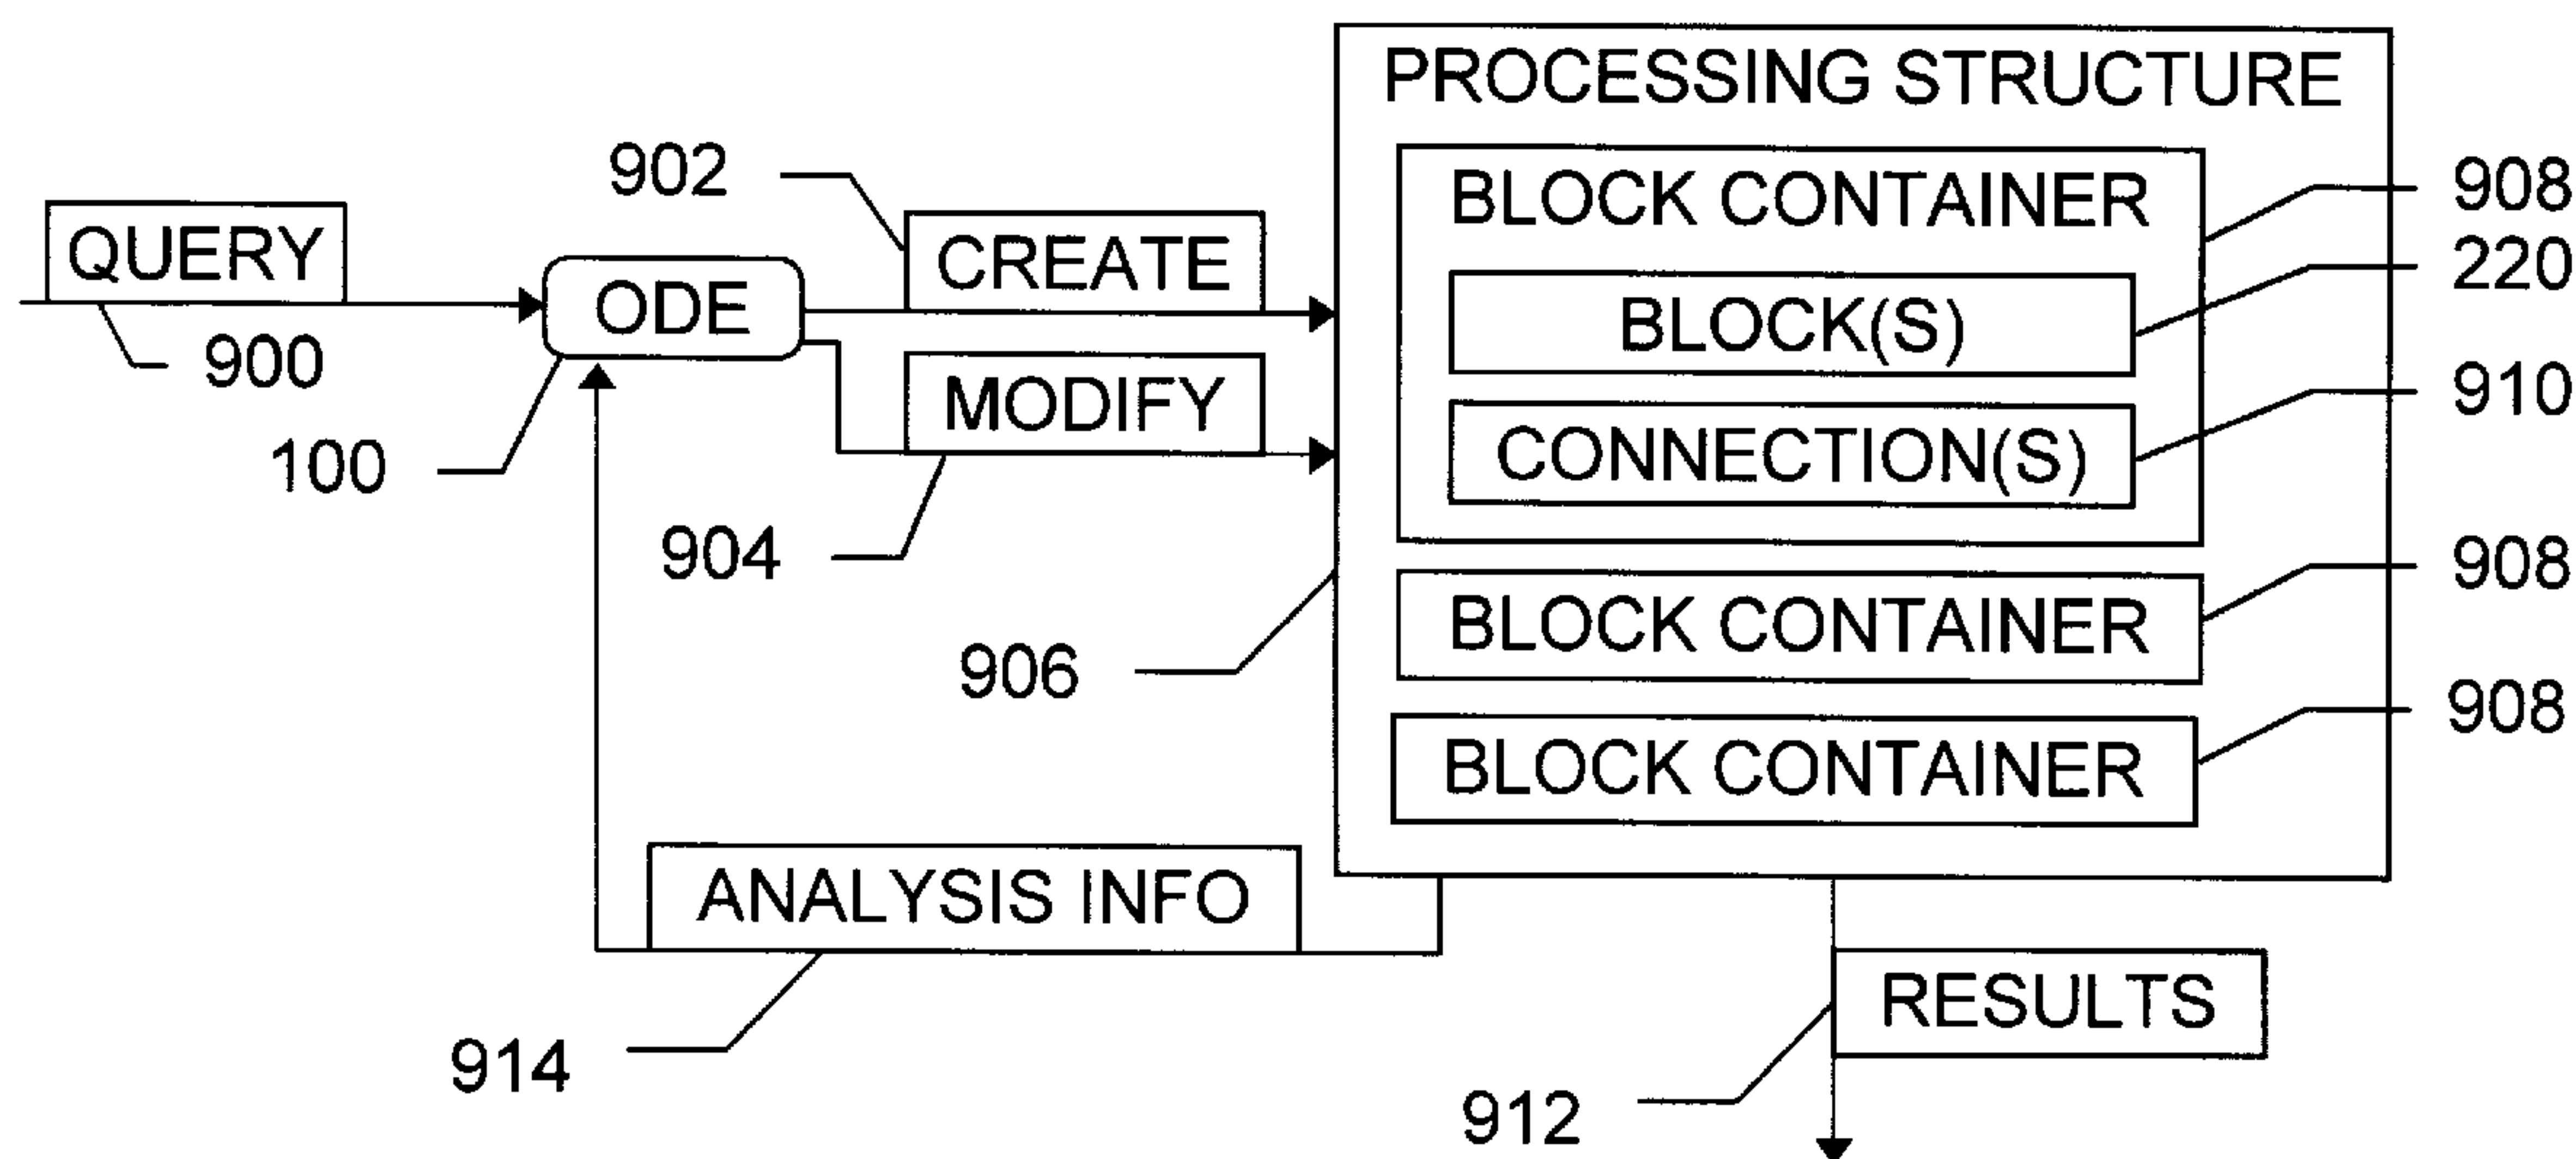 PROCESSING STRUCTURE
902
BLOCK CONTAINER
908
QUERY
CREATE
220
ODE
BLOCK(S)
900
MODIFY
910
100
CONNECTION(S)
904
908
BLOCK CONTAINER
906
908
BLOCK CONTAINER
ANALYSIS INFO
RESULTS
914
912